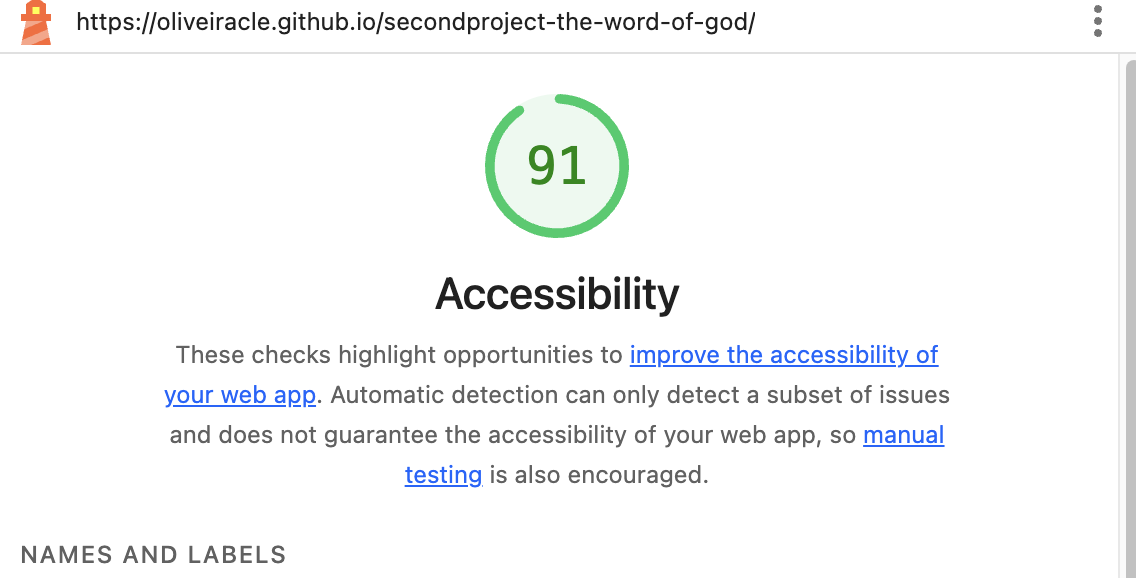 https://oliveiracle.github.io/secondproject-the-word-of-god/
91
Accessibility
These checks highlight opportunities to improve the accessibility of
your web app. Automatic detection can only detect a subset of issues
and does not guarantee the accessibility of your web app, so manual
testing is also encouraged.
NAMES AND LABELS